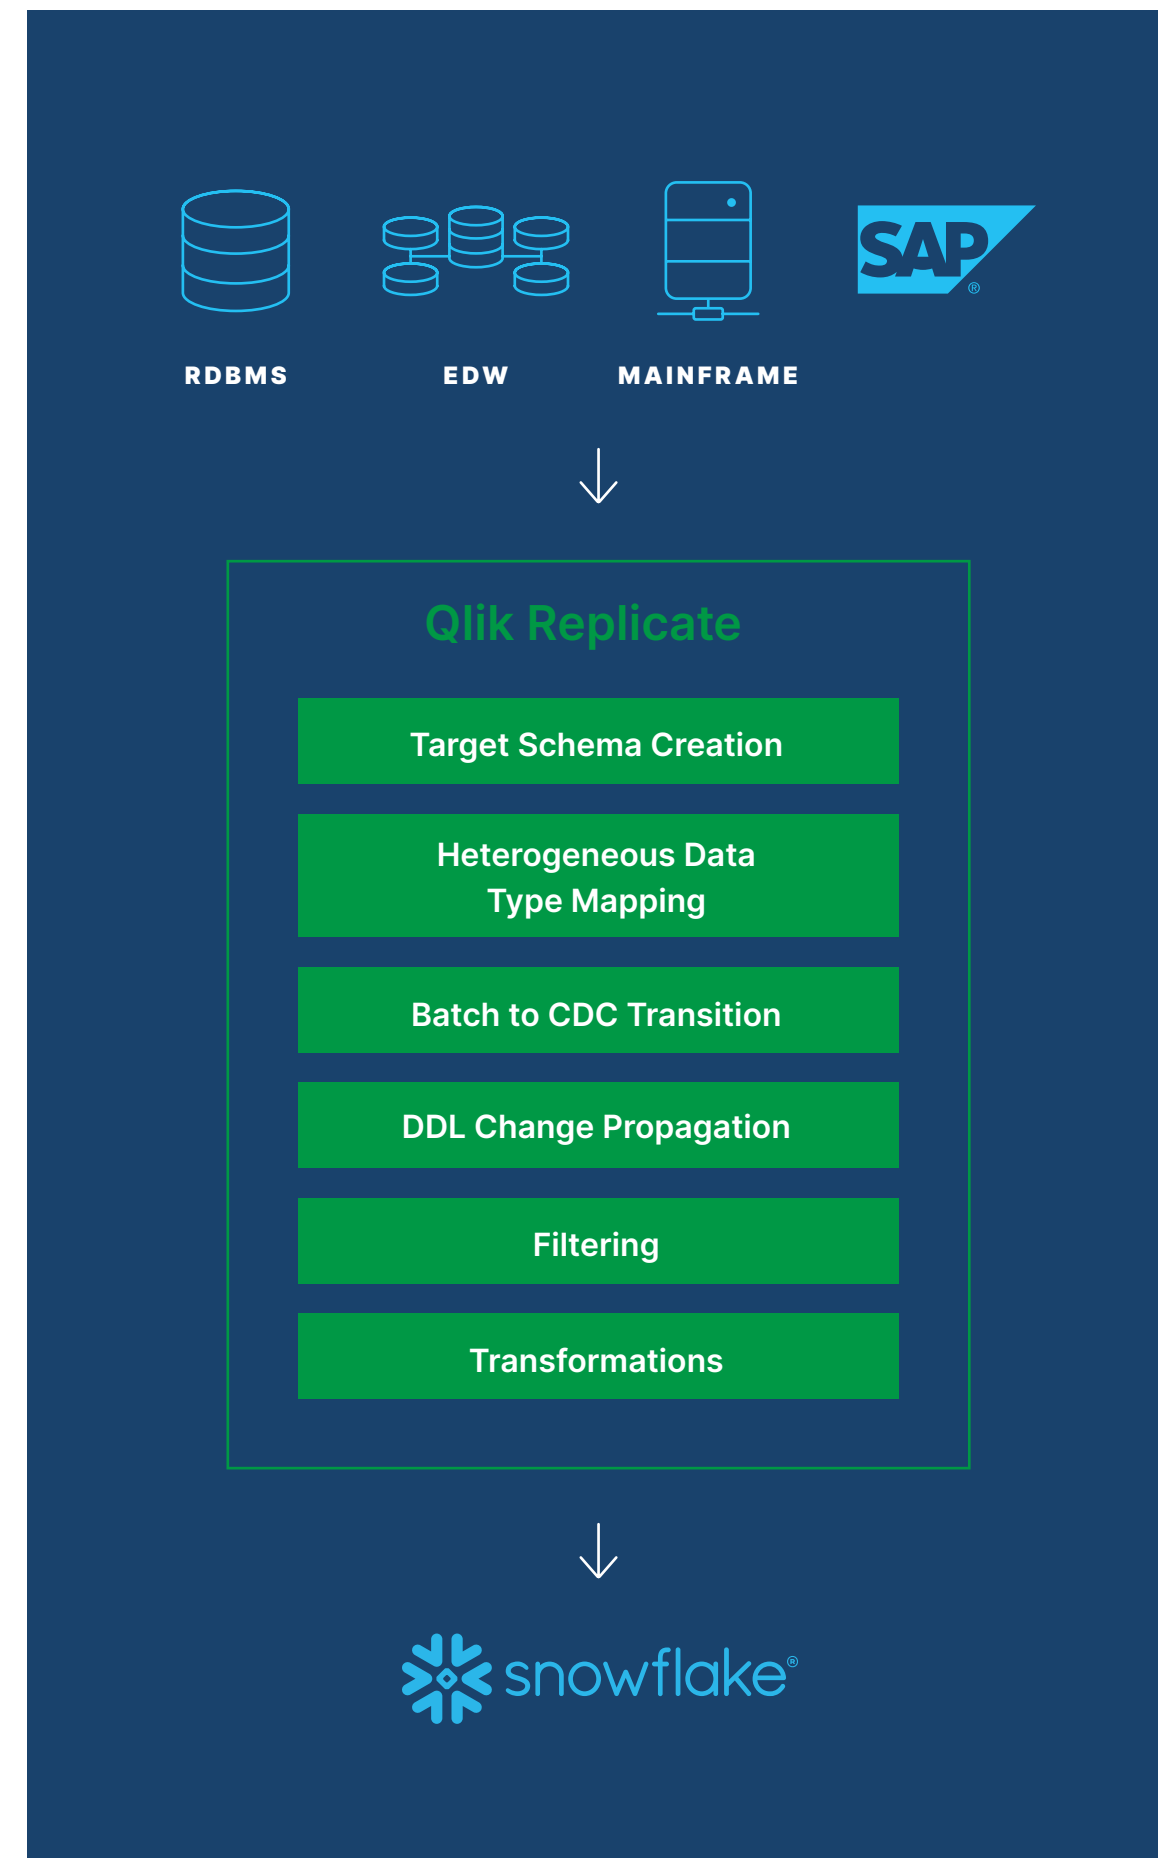 SAP®
RDBMS
EDW
MAINFRAME
Qlik Replicate
Target Schema Creation
Heterogeneous Data
Type Mapping
Batch to CDC Transition
DDL Change Propagation
Filtering
Transformations
snowflake®